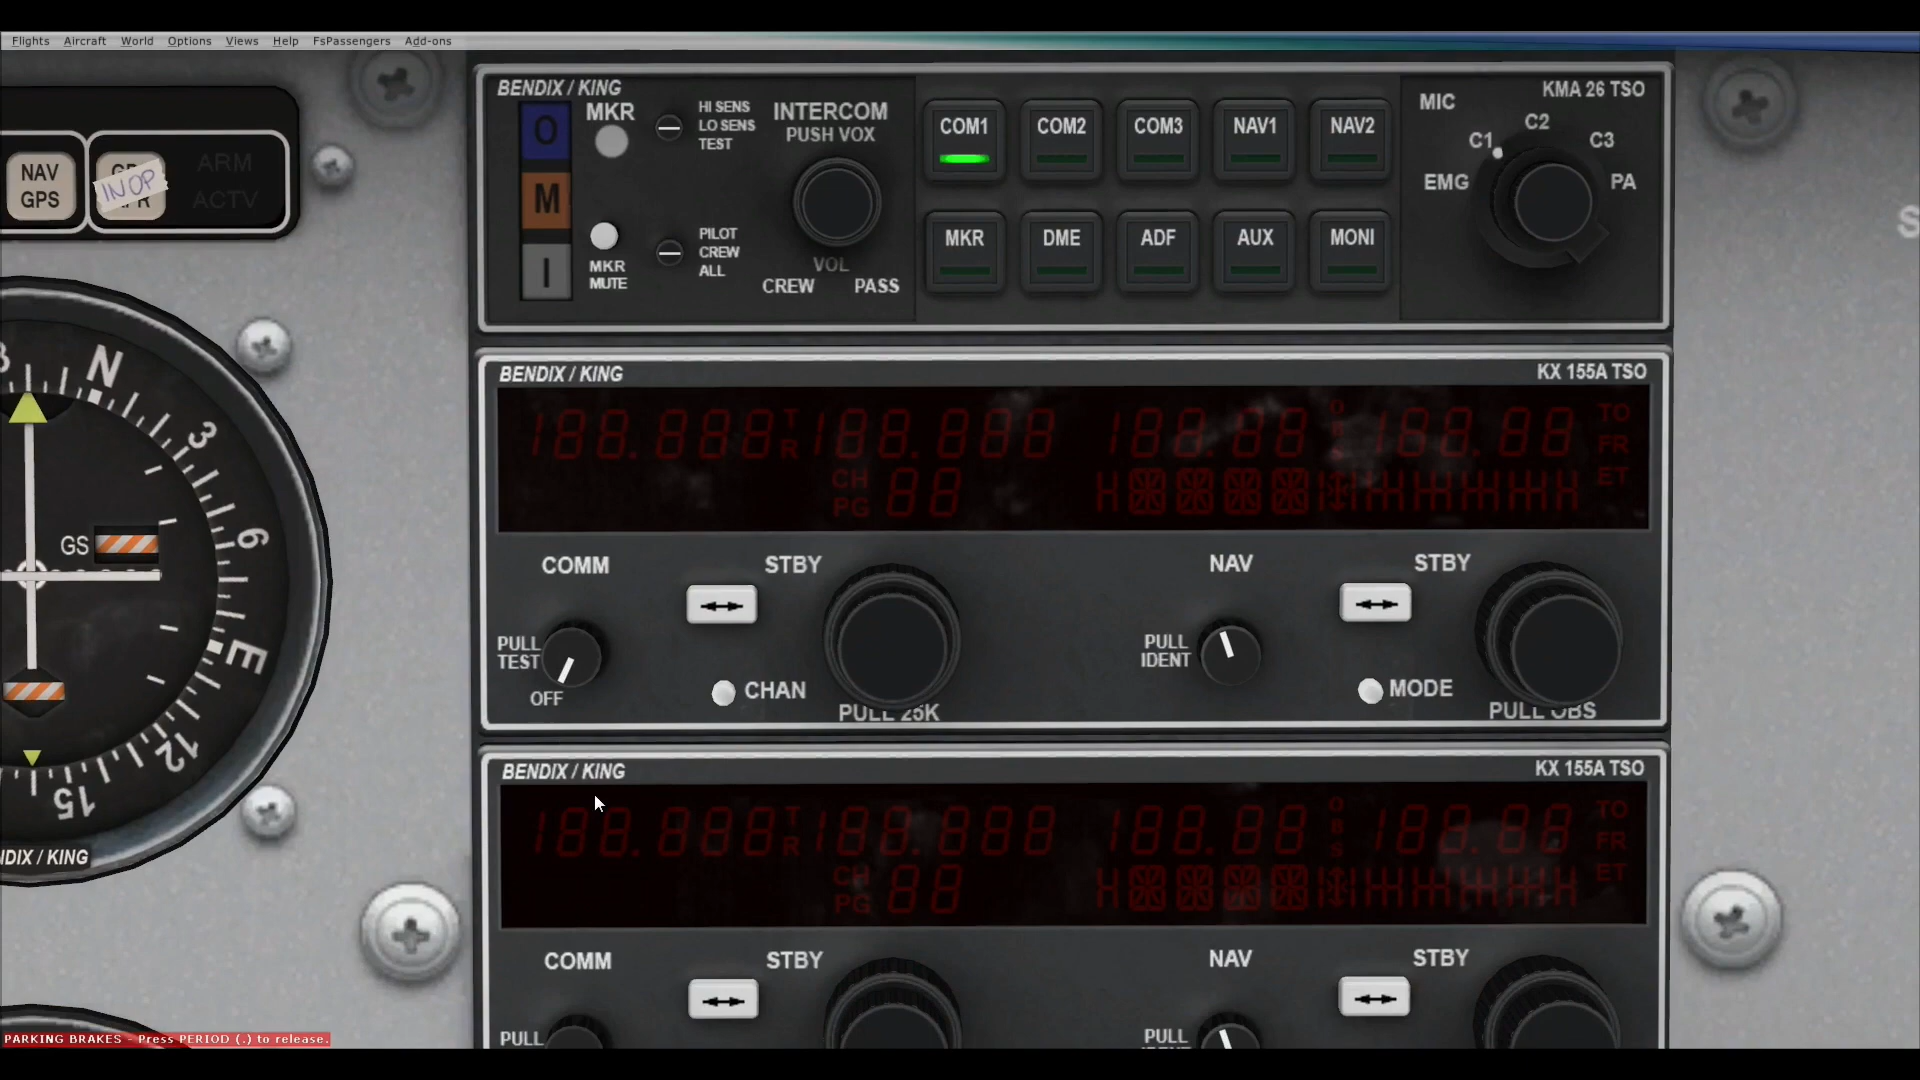 Flights Aircraft World Options Views Help FsPassengers Add-ons
NAV
GPS
INOP
ARM
ACTV
BENDIX / KING
KMA 26 TSO
O
M
I
MKR
HI SENS
LO SENS
TEST
MKR
MUTE
PILOT
CREW
ALL
INTERCOM
PUSH VOX
VOL
CREW PASS
COM1 COM2 COM3 NAV1 NAV2
MKR DME ADF AUX MONI
MIC
EMG C1 C2 C3 PA
N
3
6
E
12
15
GS
BENDIX / KING
KX 155A TSO
188.888 T 188.888 188.88 O 188.88 TO
R FR
CH ET
PG 88
COMM STBY NAV STBY
PULL
TEST
OFF
CHAN
PULL 25K
PULL
IDENT
MODE
PULL OBS
BENDIX / KING
KX 155A TSO
188.888 T 188.888 188.88 O 188.88 TO
R B FR
S
CH ET
PG 88
COMM STBY NAV STBY
PULL
PULL
NDIX / KING
PARKING BRAKES - Press PERIOD (.) to release.